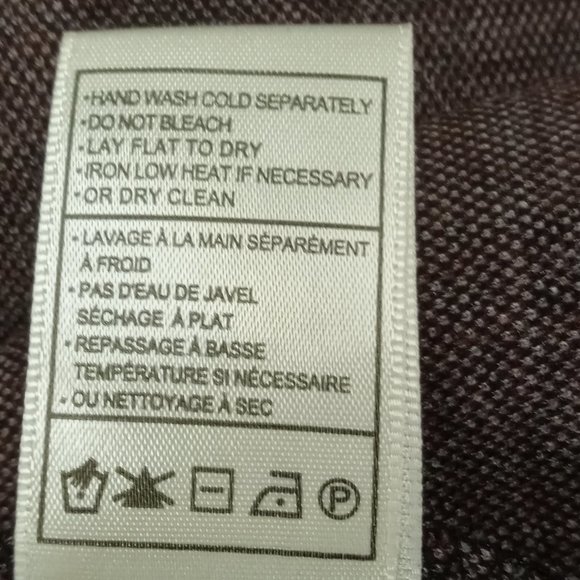 •HAND WASH COLD SEPARATELY
•DO NOT BLEACH
•LAY FLAT TO DRY
•IRON LOW HEAT IF NECESSARY
•OR DRY CLEAN
•LAVAGE À LA MAIN SÉPARÉMENT
À FROID
•PAS D'EAU DE JAVEL
SÉCHAGE À PLAT
•REPASSAGE À BASSE
TEMPÉRATURE SI NÉCESSAIRE
•OU NETTOYAGE À SEC
P